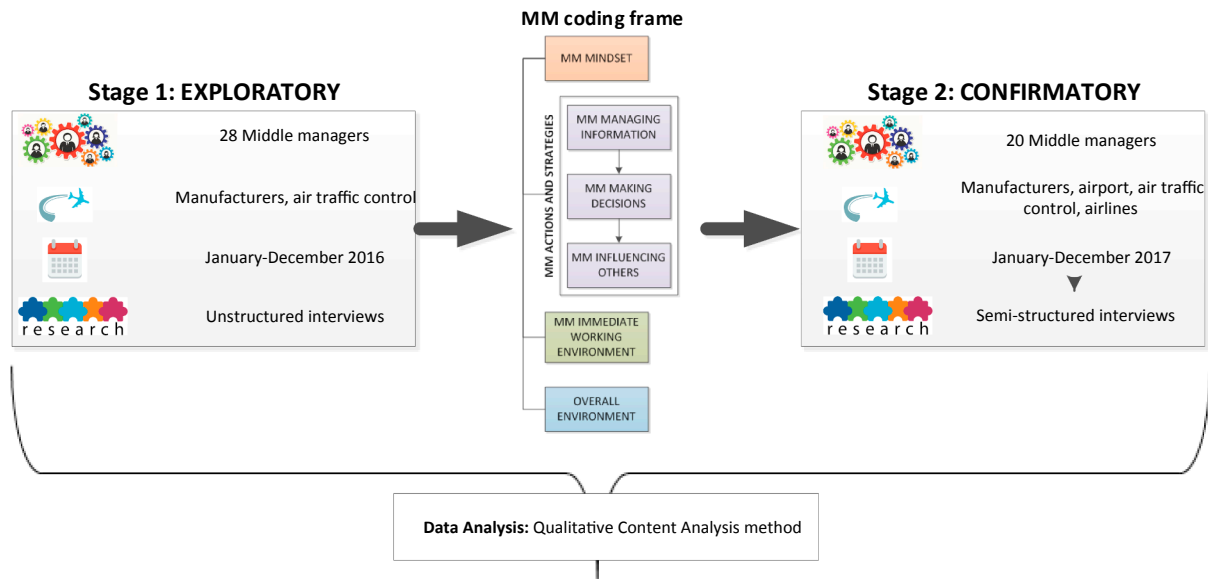 MM coding frame
Stage 1: EXPLORATORY
28 Middle managers
Manufacturers, air traffic control
January-December 2016
research
Unstructured interviews
MM MINDSET
MM ACTIONS AND STRATEGIES
MM MANAGING
INFORMATION
MM MAKING
DECISIONS
MM INFLUENCING
OTHERS
MM IMMEDIATE
WORKING
ENVIRONMENT
OVERALL
ENVIRONMENT
Stage 2: CONFIRMATORY
20 Middle managers
Manufacturers, airport, air traffic
control, airlines
January-December 2017
research
Semi-structured interviews
Data Analysis: Qualitative Content Analysis method